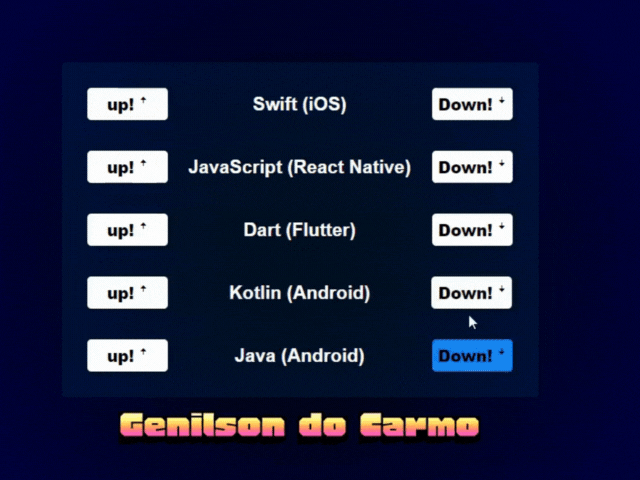 up! ⇡ Swift (iOS) Down! ⇣
up! ⇡ JavaScript (React Native) Down! ⇣
up! ⇡ Dart (Flutter) Down! ⇣
up! ⇡ Kotlin (Android) Down! ⇣
up! ⇡ Java (Android) Down! ⇣
Genilson do Carmo